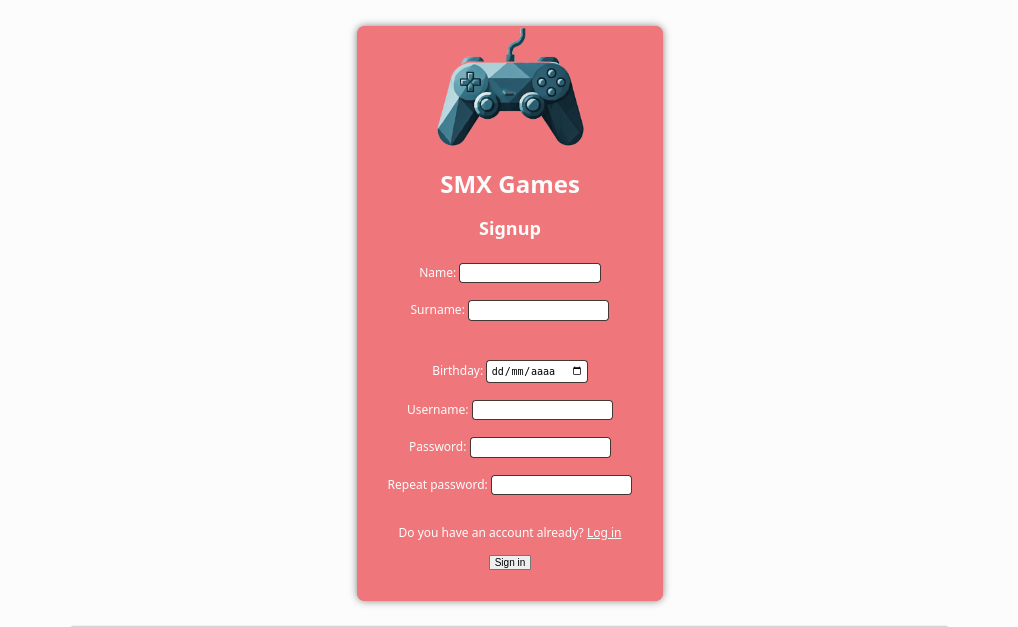 SMX Games
Signup
Name:
Surname:
Birthday: dd/mm/aaaa
Username:
Password:
Repeat password:
Do you have an account already? Log in
Sign in